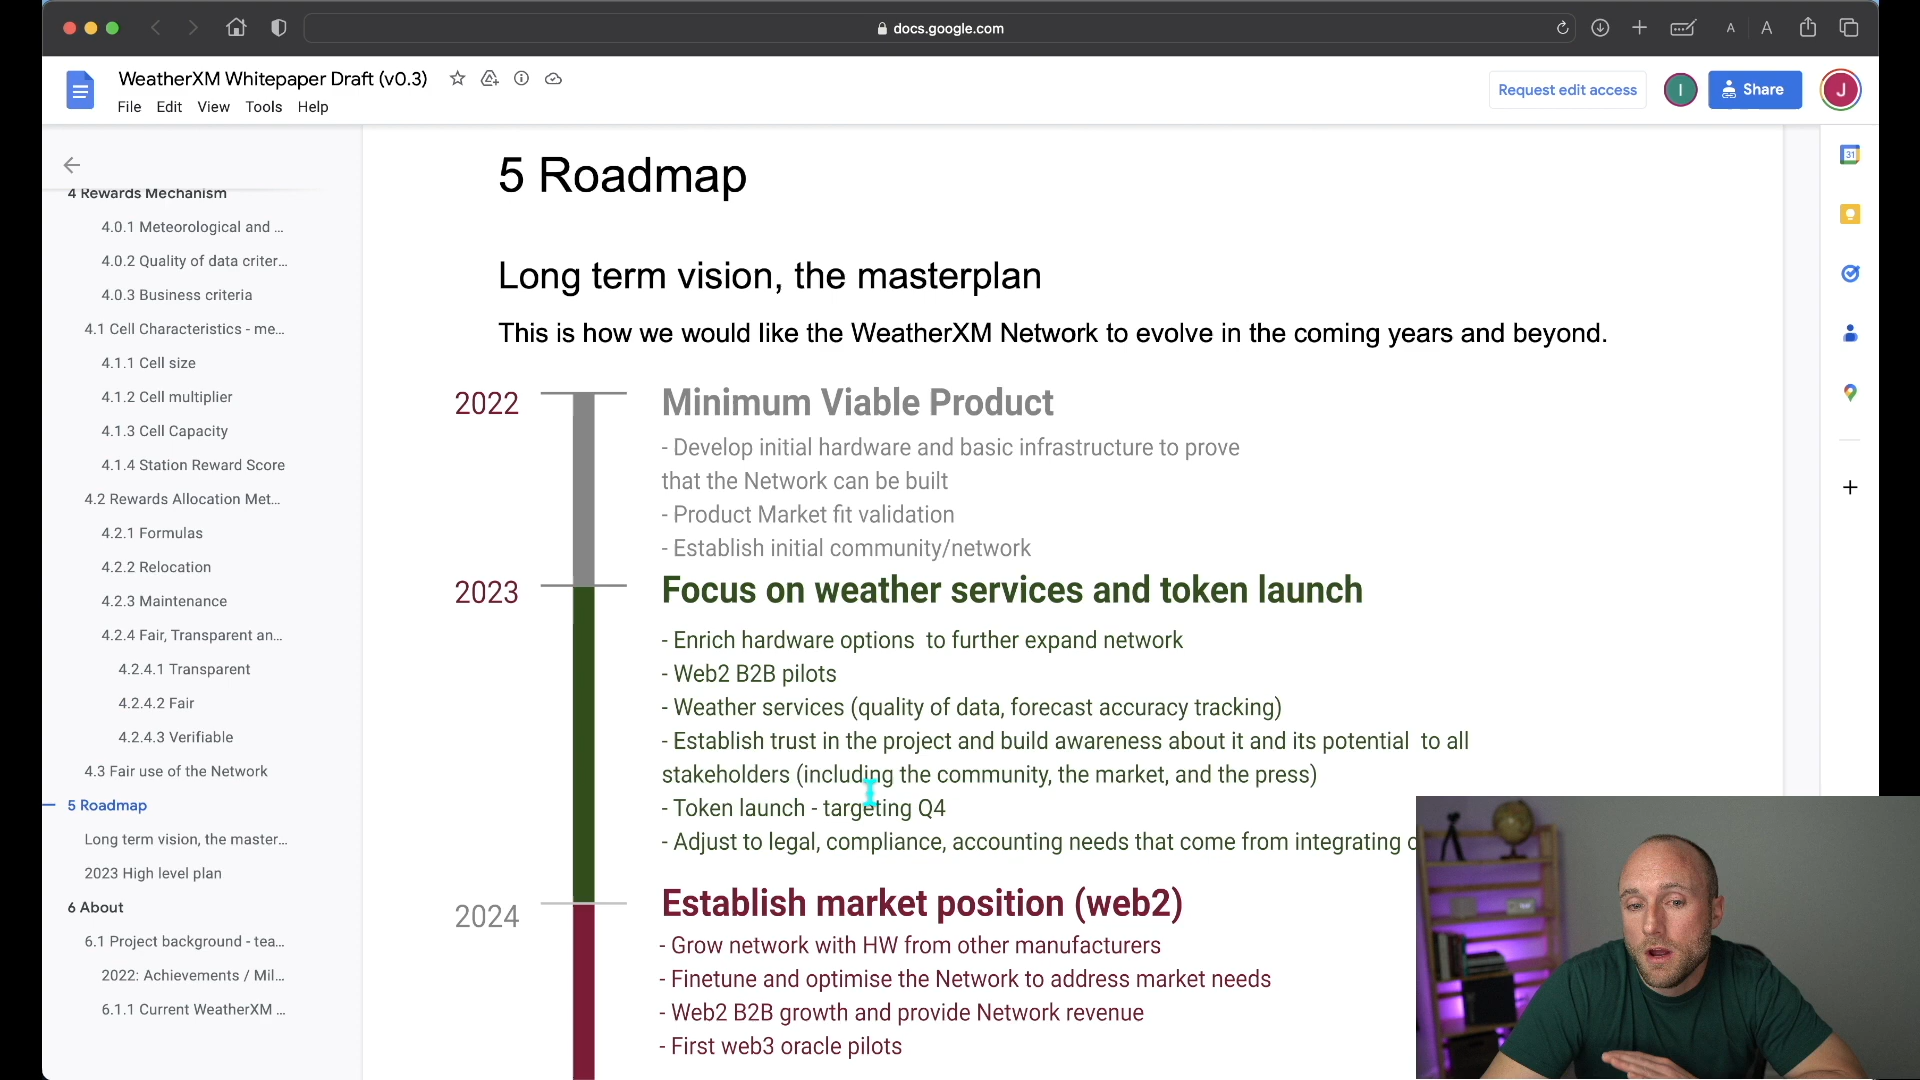 docs.google.com
A
A
WeatherXM Whitepaper Draft (v0.3)
File Edit View Tools Help
Request edit access
I
Share
J
31
4 Rewards Mechanism
4.0.1 Meteorological and ...
4.0.2 Quality of data criter...
4.0.3 Business criteria
4.1 Cell Characteristics - me...
4.1.1 Cell size
4.1.2 Cell multiplier
4.1.3 Cell Capacity
4.1.4 Station Reward Score
4.2 Rewards Allocation Met...
4.2.1 Formulas
4.2.2 Relocation
4.2.3 Maintenance
4.2.4 Fair, Transparent an...
4.2.4.1 Transparent
4.2.4.2 Fair
4.2.4.3 Verifiable
4.3 Fair use of the Network
5 Roadmap
Long term vision, the master...
2023 High level plan
6 About
6.1 Project background - tea...
2022: Achievements / Mil...
6.1.1 Current WeatherXM ...
5 Roadmap
Long term vision, the masterplan
This is how we would like the WeatherXM Network to evolve in the coming years and beyond.
2022
Minimum Viable Product
- Develop initial hardware and basic infrastructure to prove
that the Network can be built
- Product Market fit validation
- Establish initial community/network
2023
Focus on weather services and token launch
- Enrich hardware options to further expand network
- Web2 B2B pilots
- Weather services (quality of data, forecast accuracy tracking)
- Establish trust in the project and build awareness about it and its potential to all
stakeholders (including the community, the market, and the press)
- Token launch - targeting Q4
- Adjust to legal, compliance, accounting needs that come from integrating
2024
Establish market position (web2)
- Grow network with HW from other manufacturers
- Finetune and optimise the Network to address market needs
- Web2 B2B growth and provide Network revenue
- First web3 oracle pilots